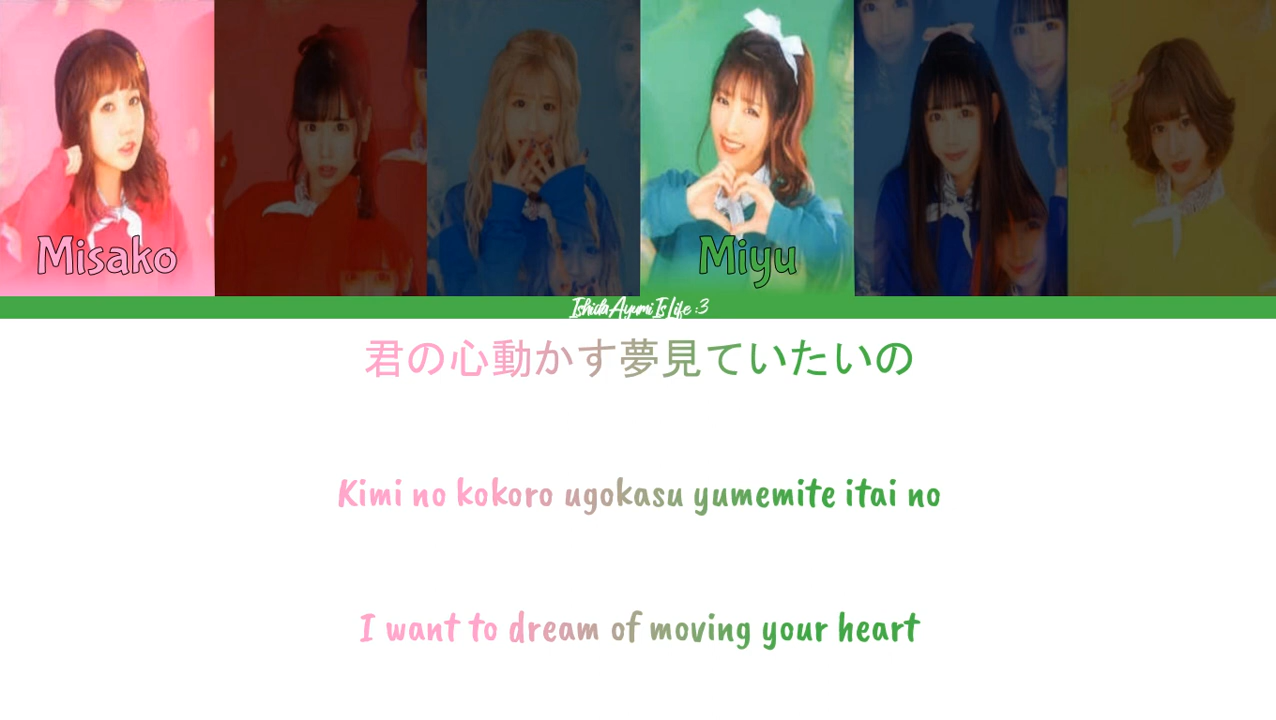 Misako
Miyu
IshidaAyumiIsLife :3
君の心動かす夢見ていたいの
Kimi no kokoro ugokasu yumemite itai no
I want to dream of moving your heart